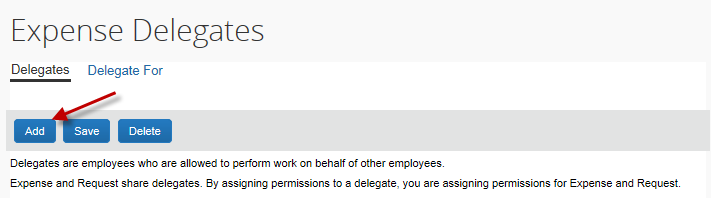 Expense Delegates
Delegates Delegate For
Add Save Delete
Delegates are employees who are allowed to perform work on behalf of other employees.
Expense and Request share delegates. By assigning permissions to a delegate, you are assigning permissions for Expense and Request.